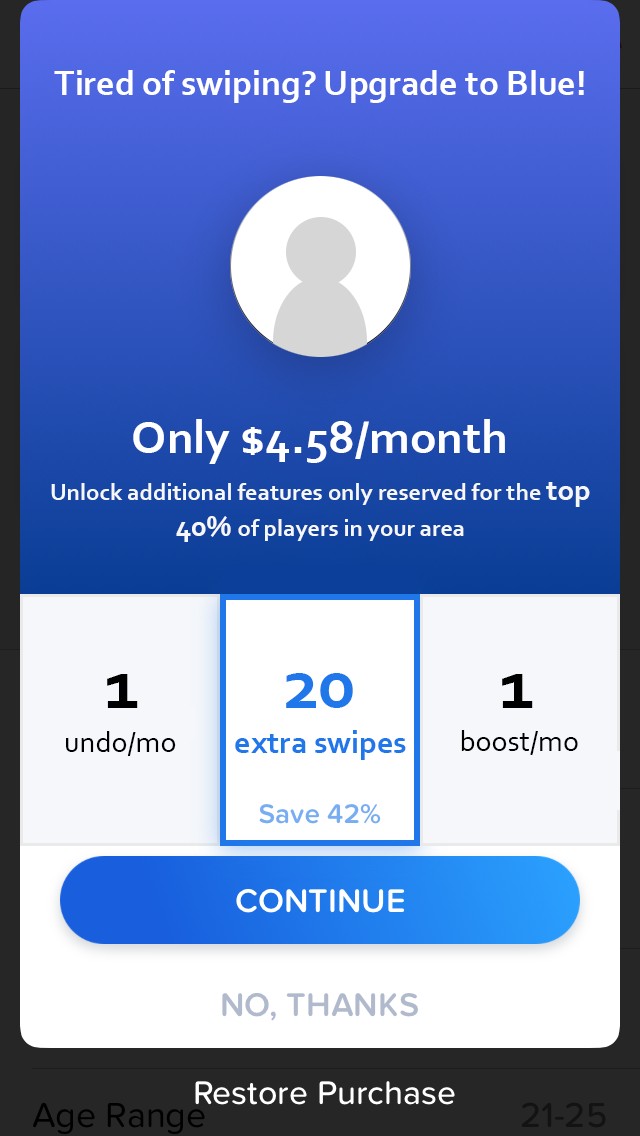 Tired of swiping? Upgrade to Blue!
Only $4.58/month
Unlock additional features only reserved for the top
40% of players in your area
1
undo/mo
20
extra swipes
Save 42%
1
boost/mo
CONTINUE
NO, THANKS
Restore Purchase
Age Range
21-25